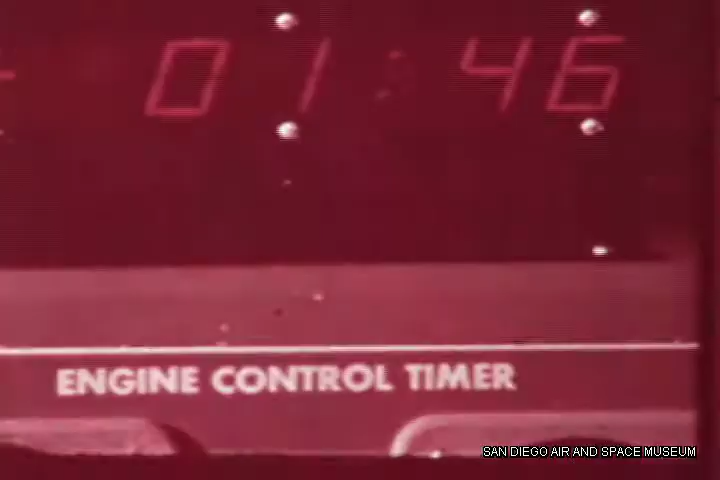 - 01:46
ENGINE CONTROL TIMER
SAN DIEGO AIR AND SPACE MUSEUM